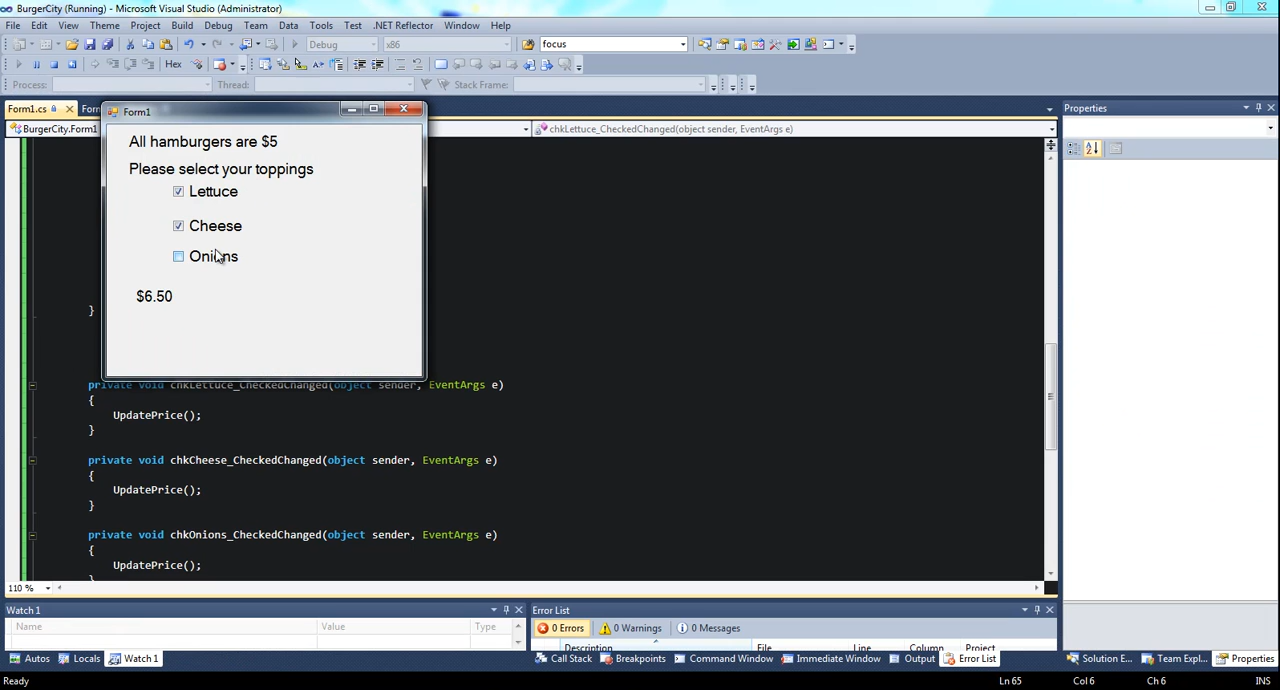 BurgerCity (Running) - Microsoft Visual Studio (Administrator)
File Edit View Theme Project Build Debug Team Data Tools Test .NET Reflector Window Help
Debug x86 focus
Hex
Process: Thread: Stack Frame:
Form1.cs Forn
Form1
BurgerCity.Form1
chkLettuce_CheckedChanged(object sender, EventArgs e)
All hamburgers are $5
Please select your toppings
Lettuce
Cheese
Onions
$6.50
}
private void chkLettuce_CheckedChanged(object sender, EventArgs e)
{
UpdatePrice();
}
private void chkCheese_CheckedChanged(object sender, EventArgs e)
{
UpdatePrice();
}
private void chkOnions_CheckedChanged(object sender, EventArgs e)
{
UpdatePrice();
}
110 %
Properties
Watch 1
Name Value Type
Error List
0 Errors 0 Warnings 0 Messages
Description File Line Column Project
Autos Locals Watch 1
Call Stack Breakpoints Command Window Immediate Window Output Error List
Solution E... Team Expl... Properties
Ready Ln 65 Col 6 Ch 6 INS